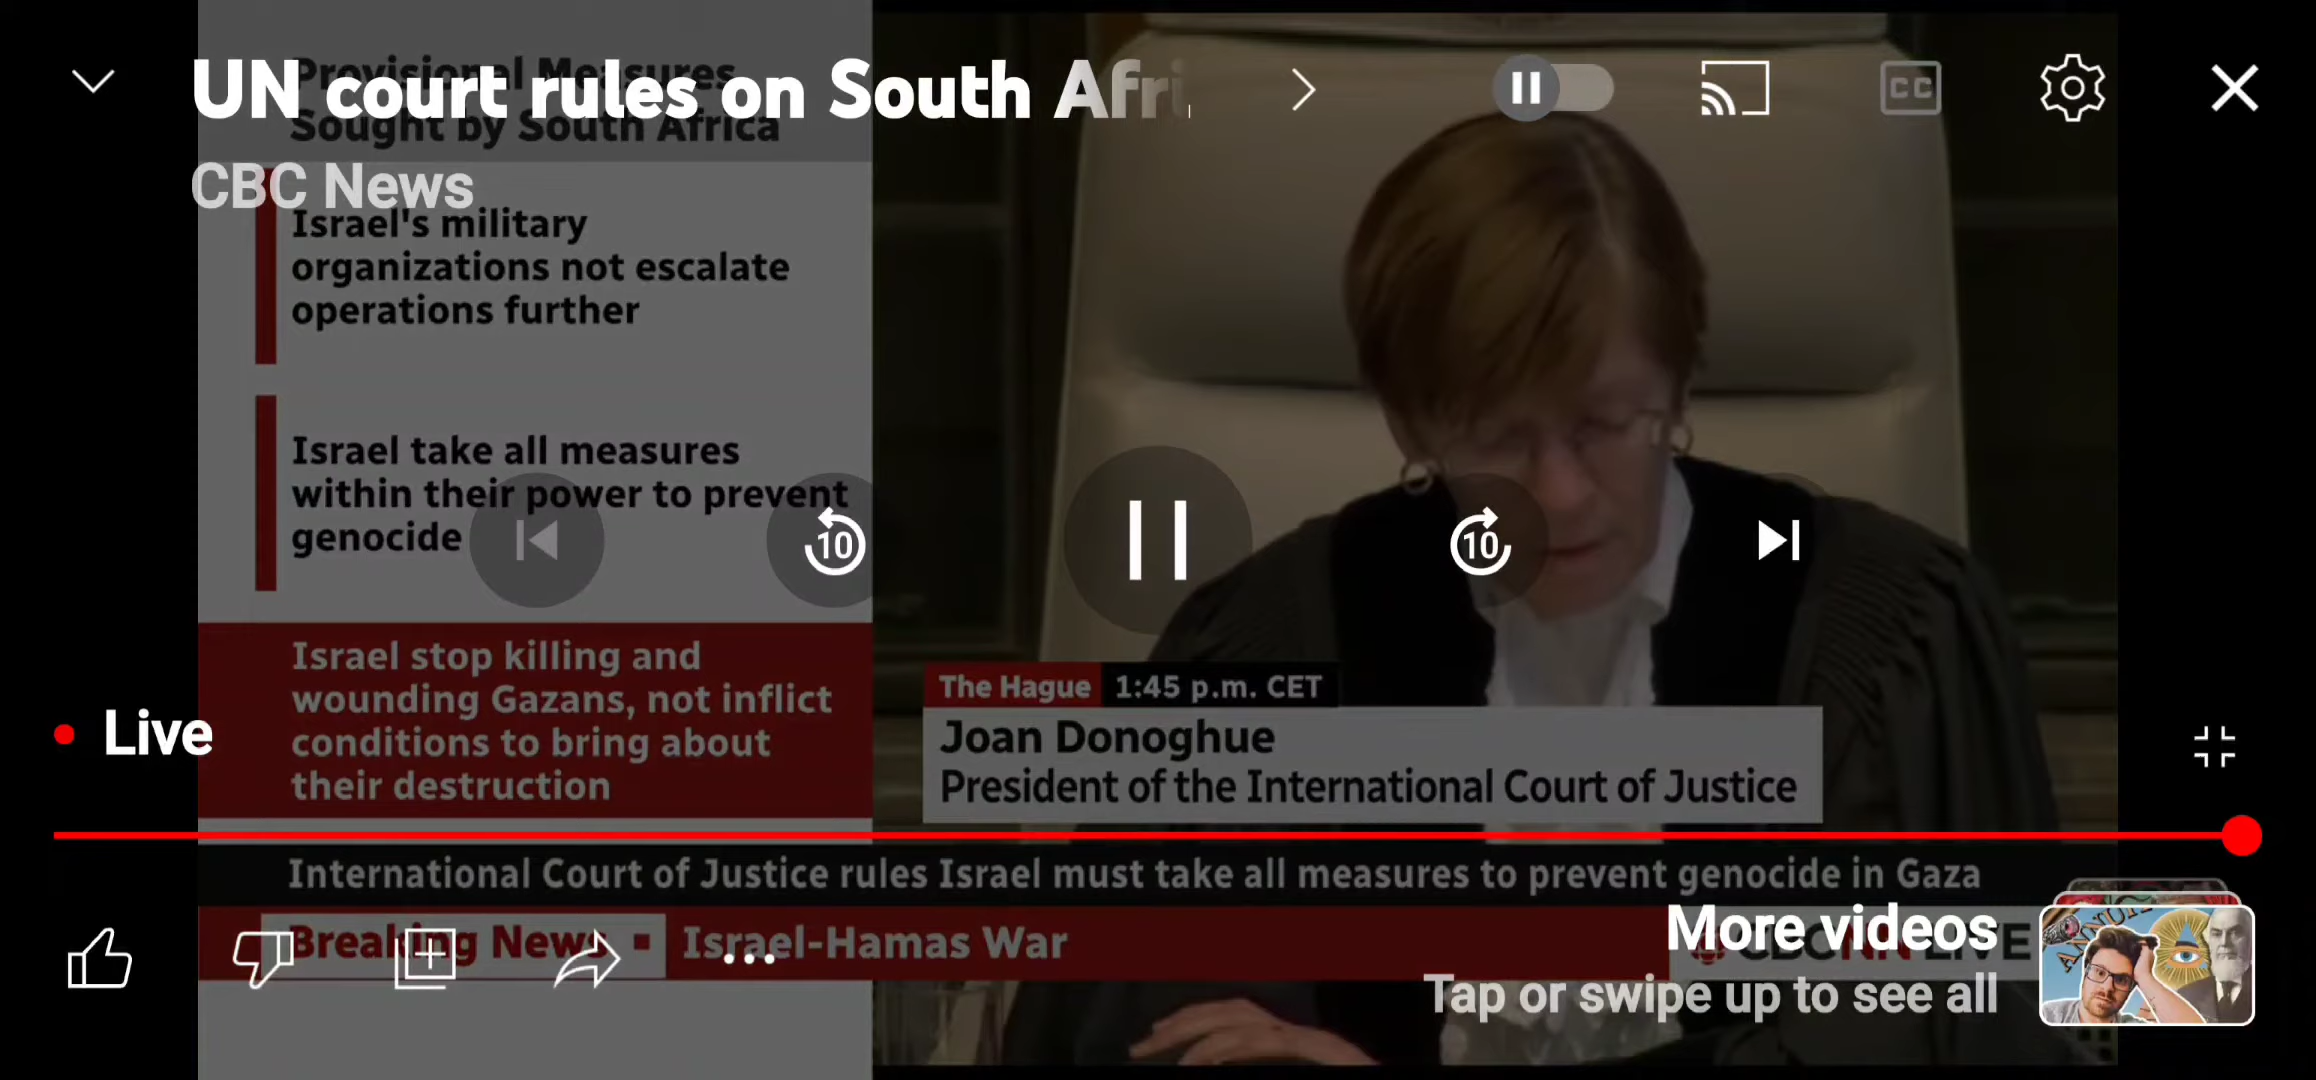 UN court rules on South Afri
CBC News
Provisional Measures
Sought by South Africa
Israel's military
organizations not escalate
operations further
Israel take all measures
within their power to prevent
genocide
Israel stop killing and
wounding Gazans, not inflict
conditions to bring about
their destruction
CC
10
10
Live
The Hague 1:45 p.m. CET
Joan Donoghue
President of the International Court of Justice
International Court of Justice rules Israel must take all measures to prevent genocide in Gaza
Breaking News Israel-Hamas War
CBC NN LIVE
More videos
Tap or swipe up to see all